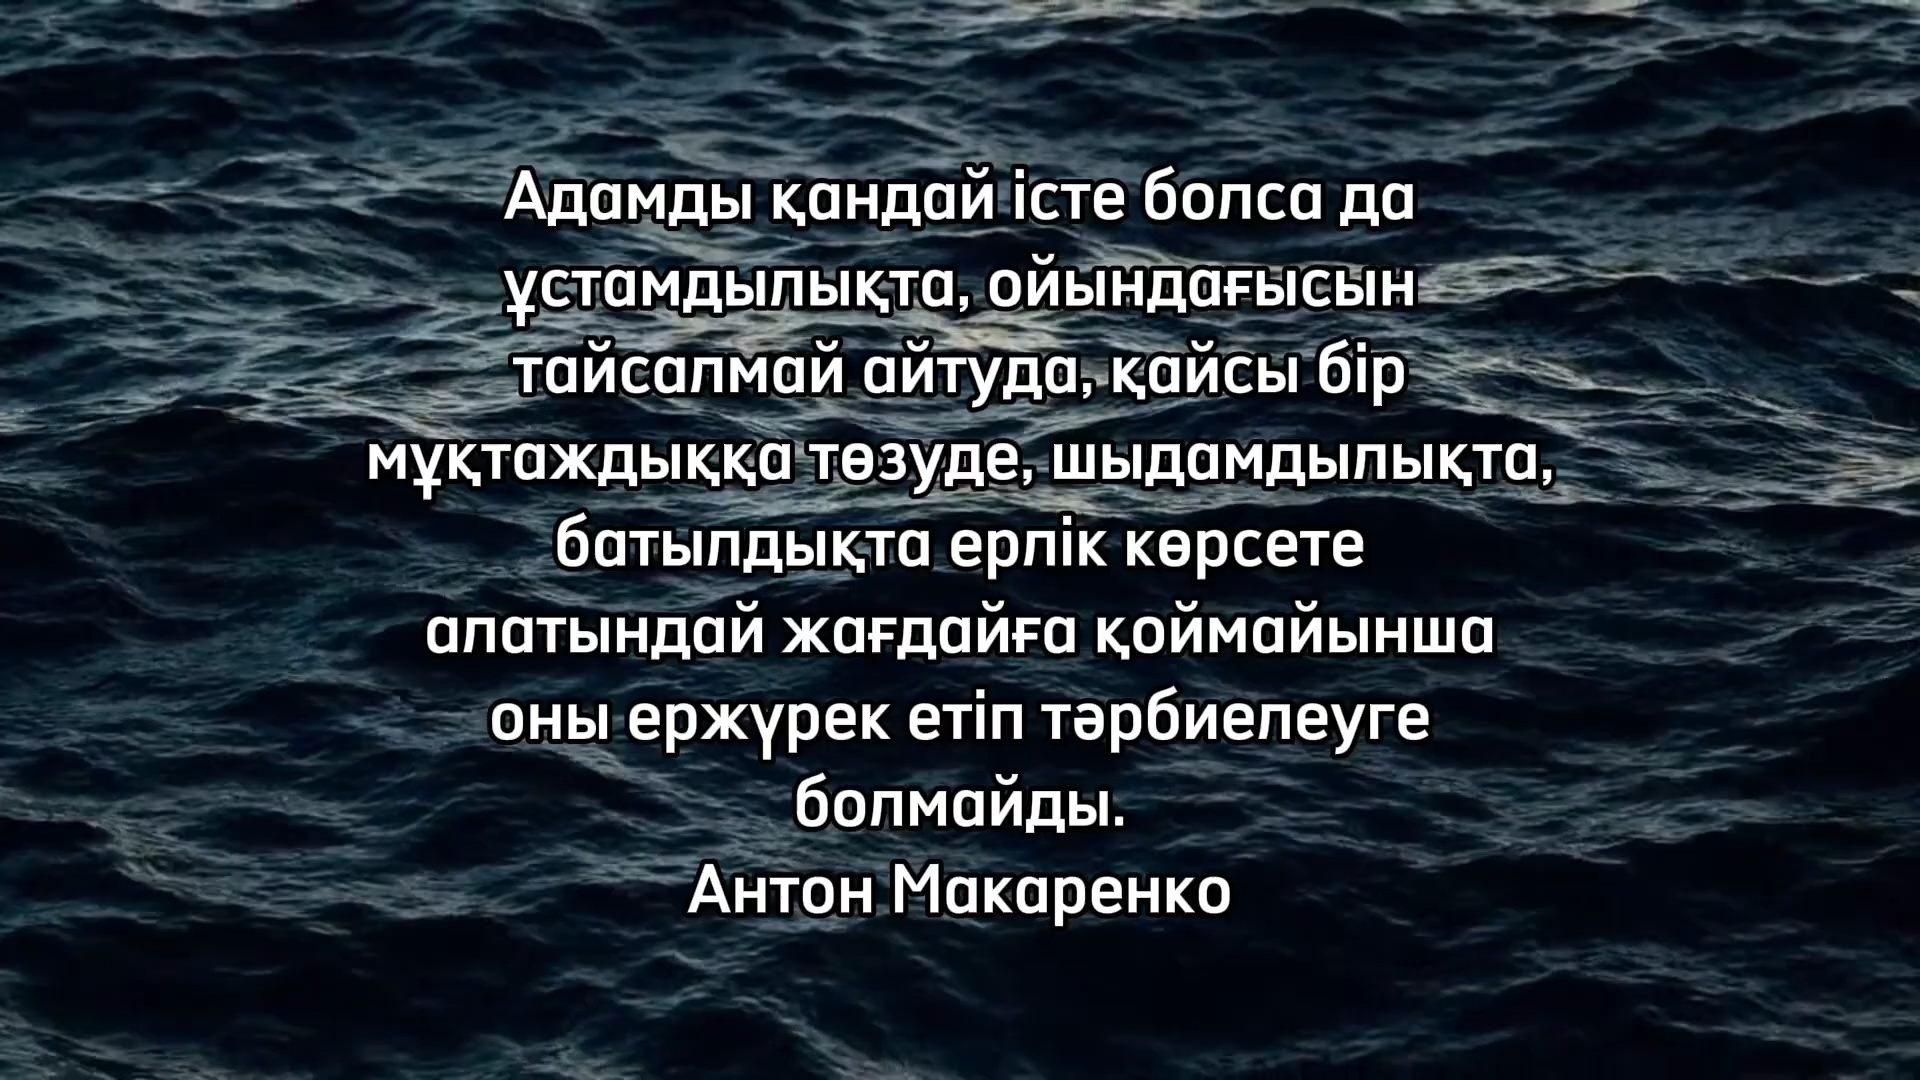 Адамды қандай істе болса да
ұстамдылықта, ойындағысын
тайсалмай айтуда, қайсы бір
мұқтаждыққа төзуде, шыдамдылықта,
батылдықта ерлік көрсете
алатындай жағдайға қоймайынша
оны ержүрек етіп тәрбиелеуге
болмайды.
Антон Макаренко